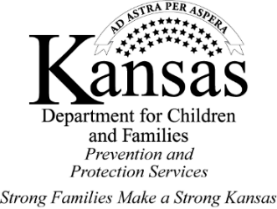 AD ASTRA PER ASPERA
Kansas
Department for Children
and Families
Prevention and
Protection Services
Strong Families Make a Strong Kansas